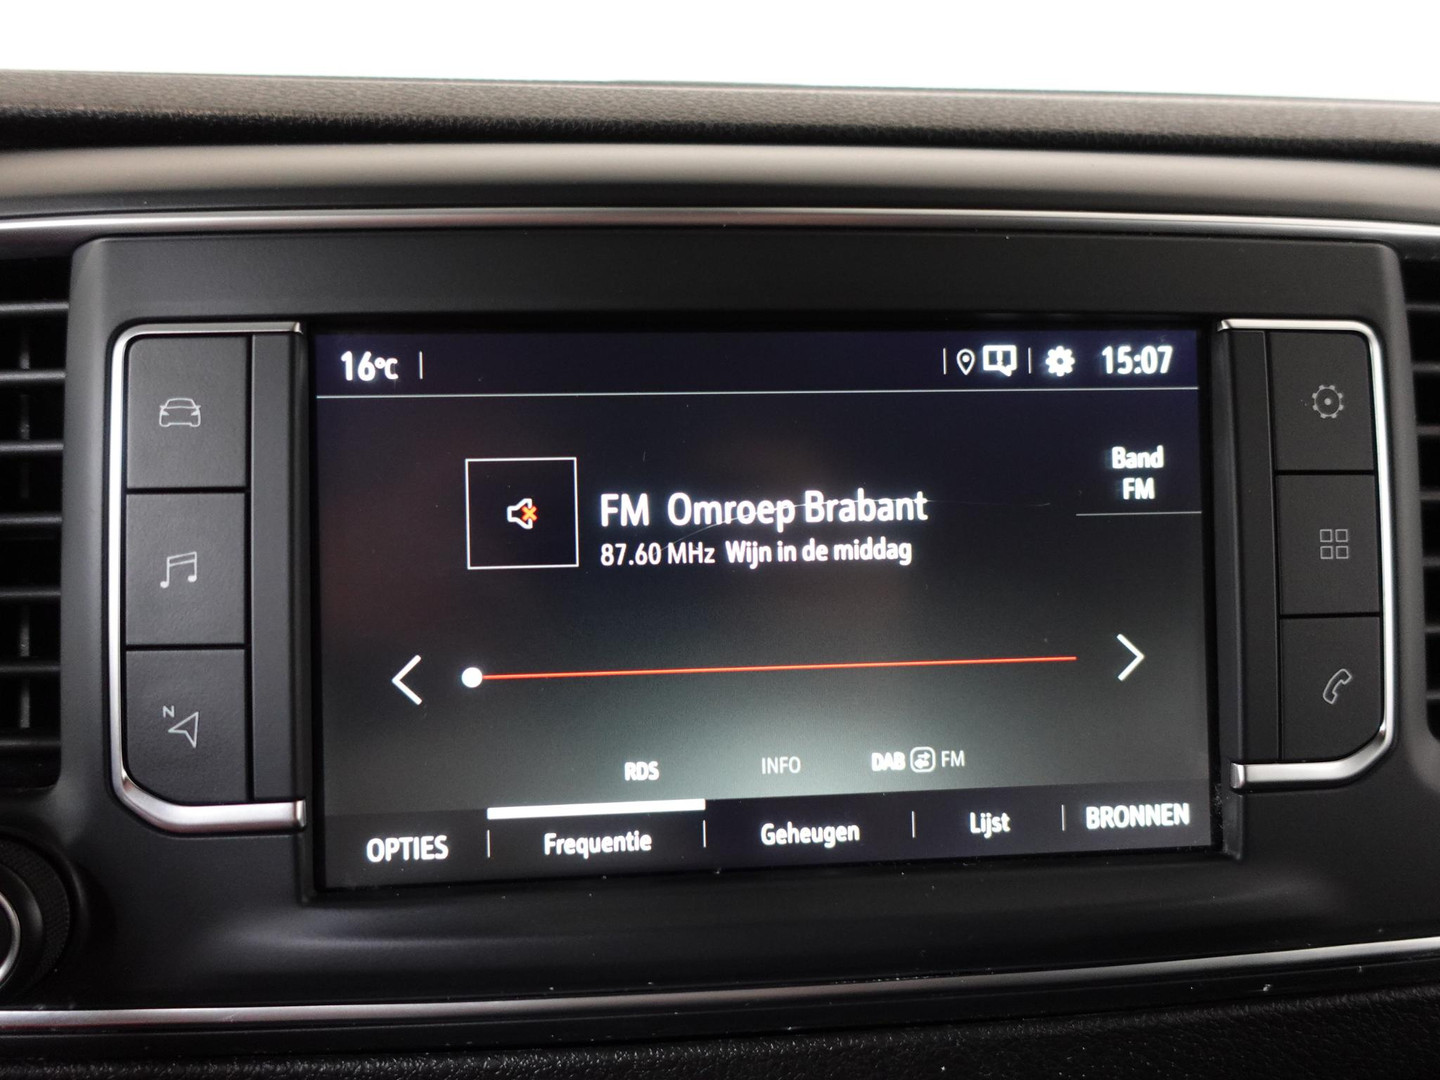 16°C
15:07
Band
FM
FM Omroep Brabant
87.60 MHz Wijn in de middag
N
RDS INFO DAB FM
OPTIES Frequentie Geheugen Lijst BRONNEN